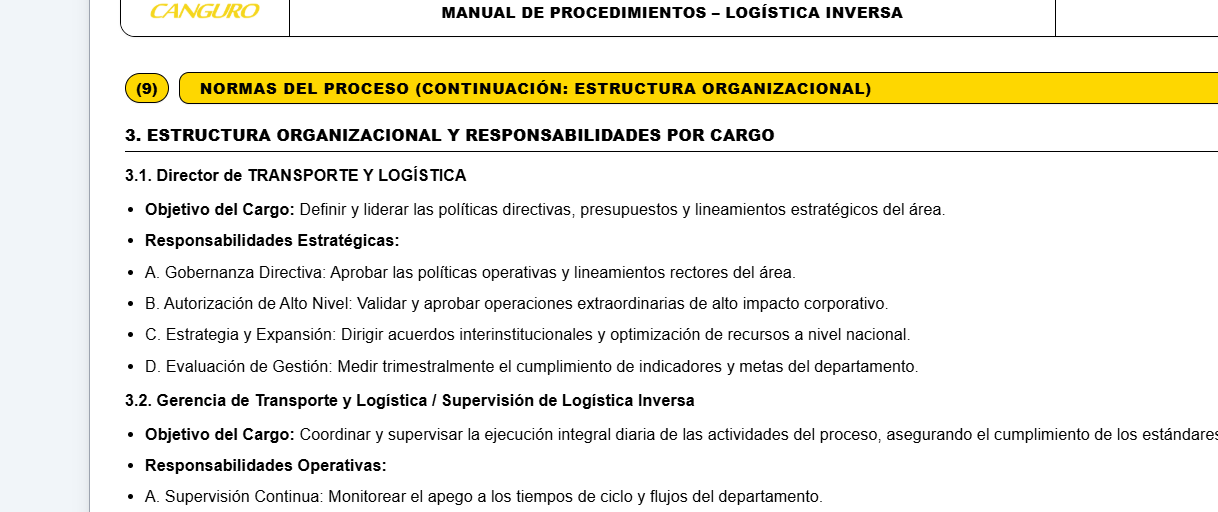 CANGURO
MANUAL DE PROCEDIMIENTOS – LOGÍSTICA INVERSA
(9) NORMAS DEL PROCESO (CONTINUACIÓN: ESTRUCTURA ORGANIZACIONAL)
3. ESTRUCTURA ORGANIZACIONAL Y RESPONSABILIDADES POR CARGO
3.1. Director de TRANSPORTE Y LOGÍSTICA
• Objetivo del Cargo: Definir y liderar las políticas directivas, presupuestos y lineamientos estratégicos del área.
• Responsabilidades Estratégicas:
• A. Gobernanza Directiva: Aprobar las políticas operativas y lineamientos rectores del área.
• B. Autorización de Alto Nivel: Validar y aprobar operaciones extraordinarias de alto impacto corporativo.
• C. Estrategia y Expansión: Dirigir acuerdos interinstitucionales y optimización de recursos a nivel nacional.
• D. Evaluación de Gestión: Medir trimestralmente el cumplimiento de indicadores y metas del departamento.
3.2. Gerencia de Transporte y Logística / Supervisión de Logística Inversa
• Objetivo del Cargo: Coordinar y supervisar la ejecución integral diaria de las actividades del proceso, asegurando el cumplimiento de los estándares
• Responsabilidades Operativas:
• A. Supervisión Continua: Monitorear el apego a los tiempos de ciclo y flujos del departamento.